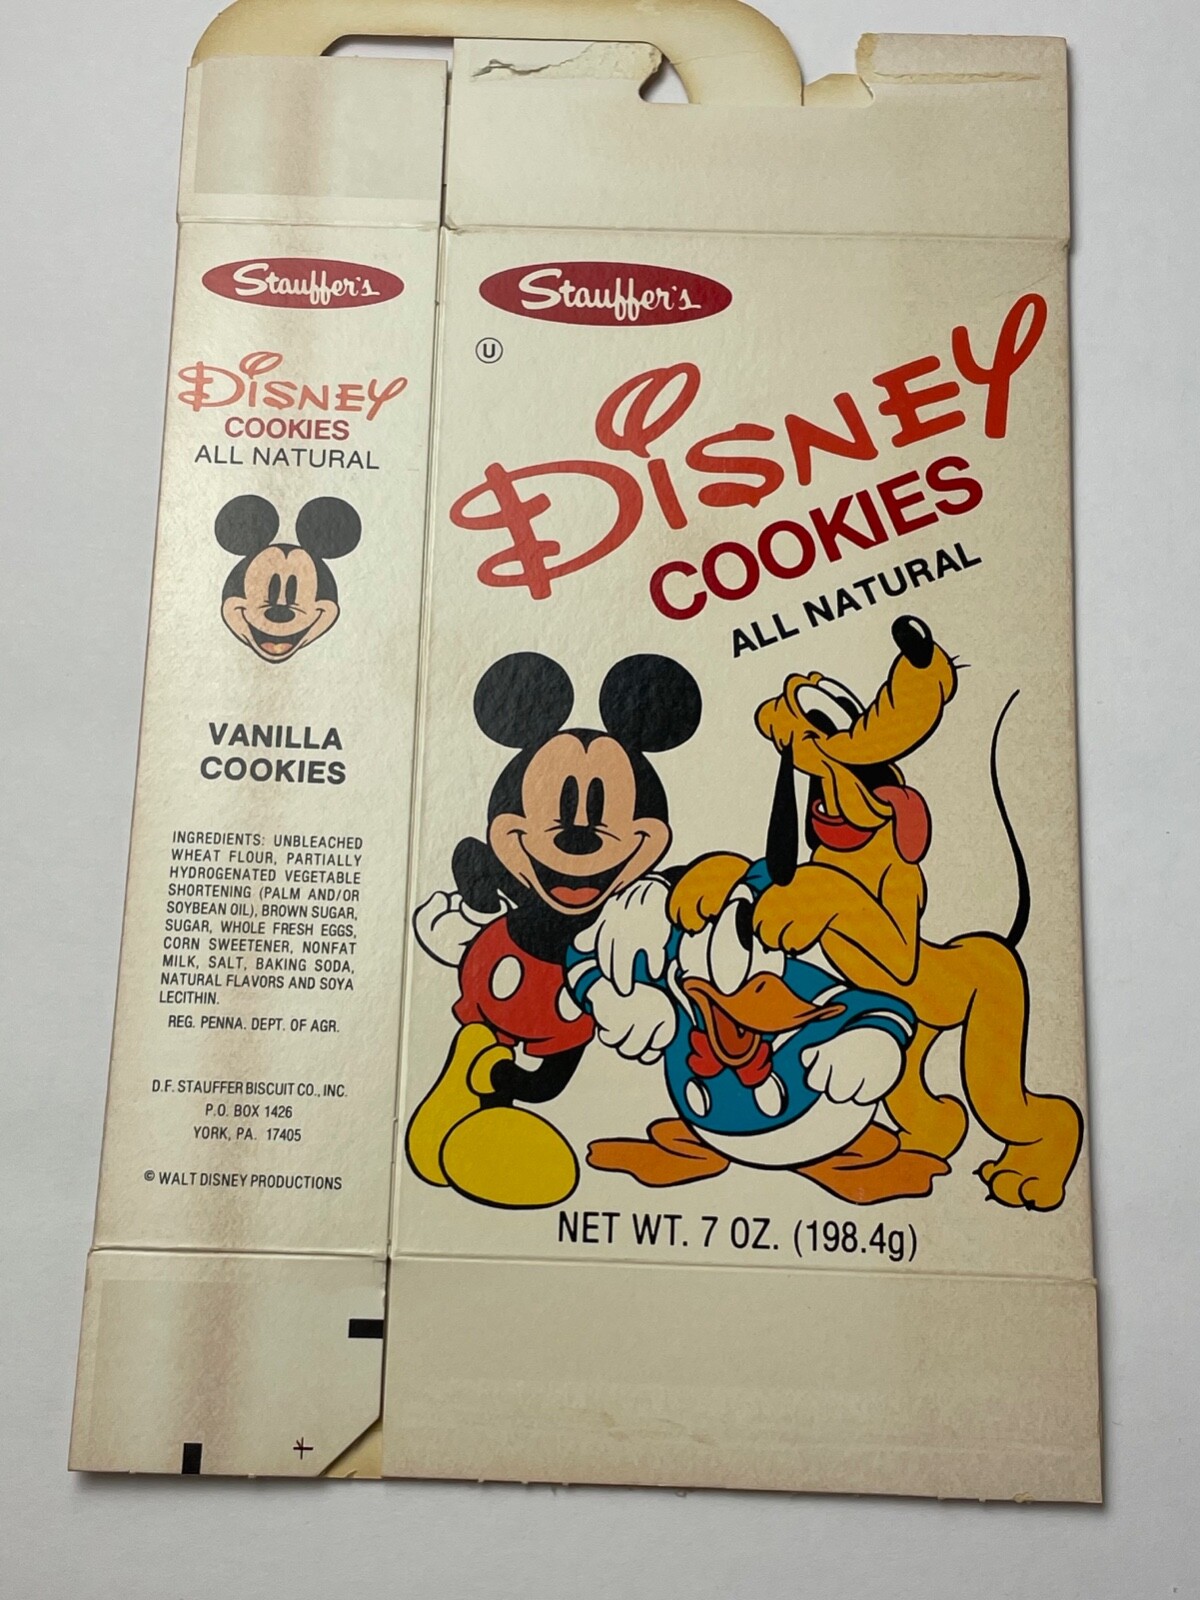 Stauffer's
DISNEY
COOKIES
ALL NATURAL
VANILLA
COOKIES
INGREDIENTS: UNBLEACHED
WHEAT FLOUR, PARTIALLY
HYDROGENATED VEGETABLE
SHORTENING (PALM AND/OR
SOYBEAN OIL), BROWN SUGAR,
SUGAR, WHOLE FRESH EGGS,
CORN SWEETENER, NONFAT
MILK, SALT, BAKING SODA,
NATURAL FLAVORS AND SOYA
LECITHIN.
REG. PENNA. DEPT. OF AGR.
D.F. STAUFFER BISCUIT CO., INC.
P.O. BOX 1426
YORK, PA. 17405
© WALT DISNEY PRODUCTIONS
Stauffer's
U
DISNEY
COOKIES
ALL NATURAL
NET WT. 7 OZ. (198.4g)